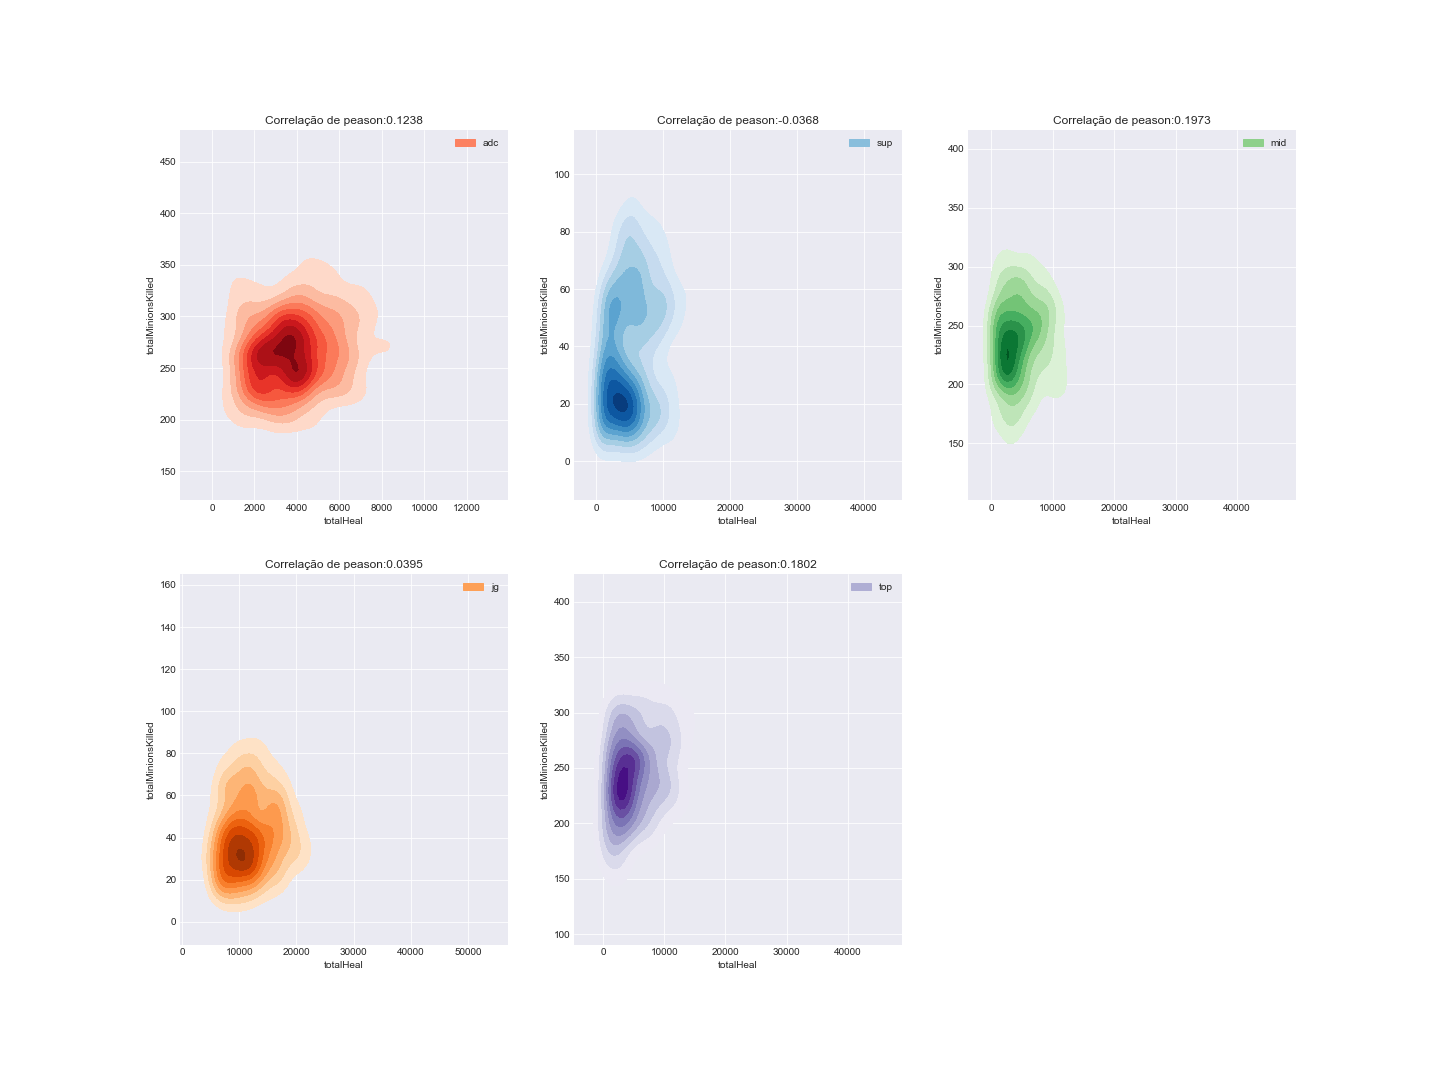 Correlação de peason:0.1238
adc
450
400
350
300
250
200
150
totalMinionsKilled
0 2000 4000 6000 8000 10000 12000
totalHeal
Correlação de peason:-0.0368
sup
100
80
60
40
20
0
totalMinionsKilled
0 10000 20000 30000 40000
totalHeal
Correlação de peason:0.1973
mid
400
350
300
250
200
150
totalMinionsKilled
0 10000 20000 30000 40000
totalHeal
Correlação de peason:0.0395
jg
160
140
120
100
80
60
40
20
0
totalMinionsKilled
0 10000 20000 30000 40000 50000
totalHeal
Correlação de peason:0.1802
top
400
350
300
250
200
150
100
totalMinionsKilled
0 10000 20000 30000 40000
totalHeal